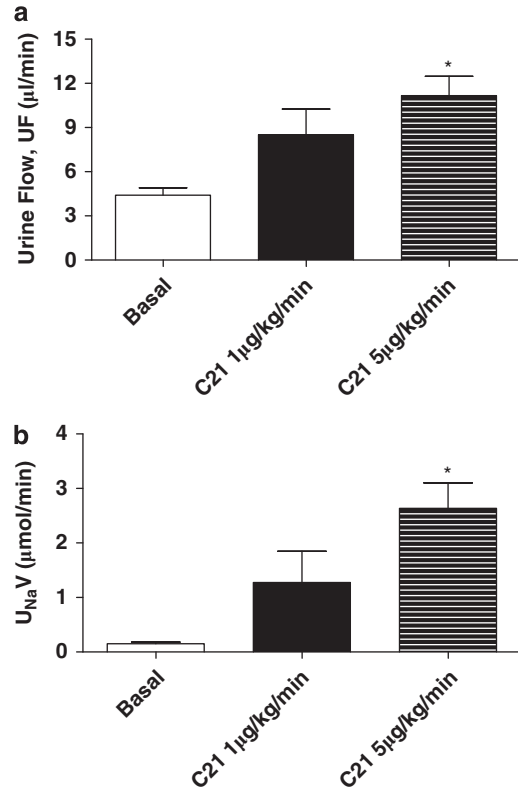 a
Urine Flow, UF (µl/min)
15
12
9
6
3
0
*
Basal
C21 1µg/kg/min
C21 5µg/kg/min
b
UNaV (µmol/min)
4
3
2
1
0
*
Basal
C21 1µg/kg/min
C21 5µg/kg/min